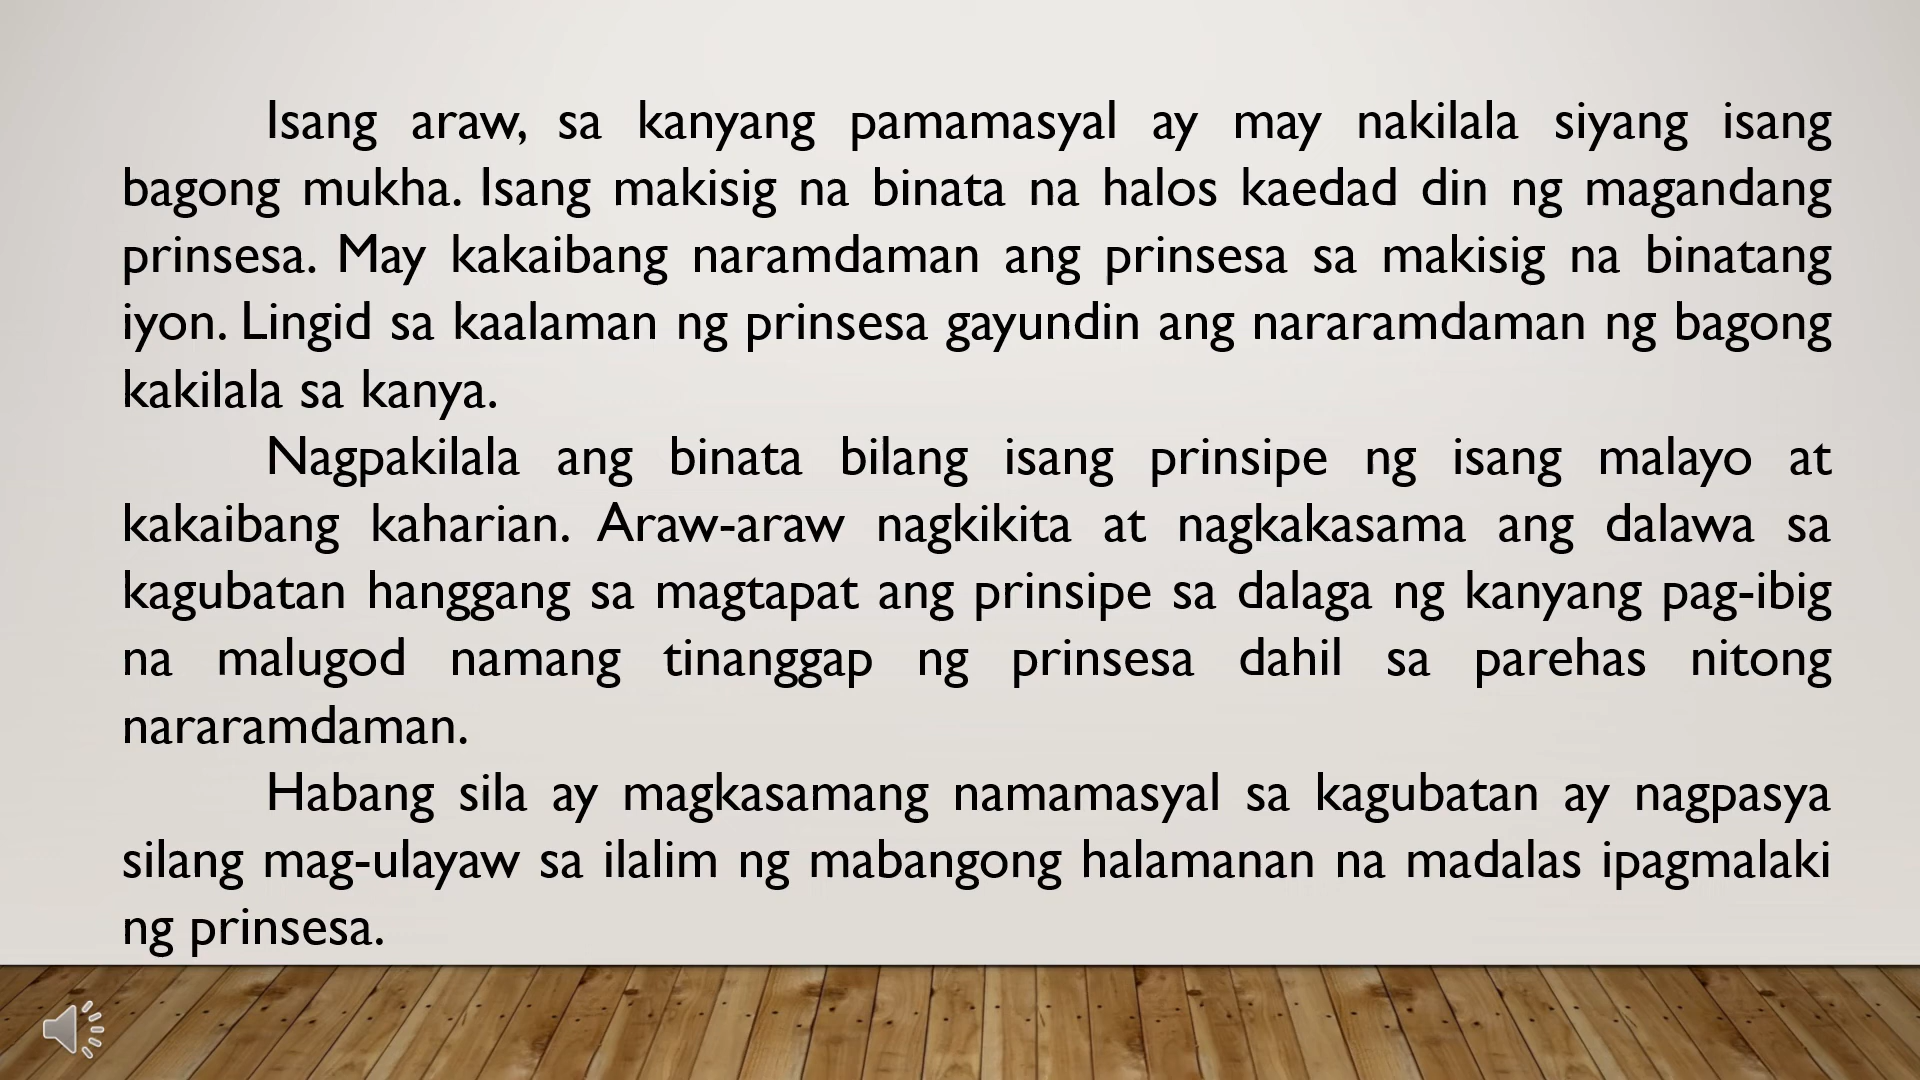 Isang araw, sa kanyang pamamasyal ay may nakilala siyang isang
bagong mukha. Isang makisig na binata na halos kaedad din ng magandang
prinsesa. May kakaibang naramdaman ang prinsesa sa makisig na binatang
iyon. Lingid sa kaalaman ng prinsesa gayundin ang nararamdaman ng bagong
kakilala sa kanya.
Nagpakilala ang binata bilang isang prinsipe ng isang malayo at
kakaibang kaharian. Araw-araw nagkikita at nagkakasama ang dalawa sa
kagubatan hanggang sa magtapat ang prinsipe sa dalaga ng kanyang pag-ibig
na malugod namang tinanggap ng prinsesa dahil sa parehas nitong
nararamdaman.
Habang sila ay magkasamang namamasyal sa kagubatan ay nagpasya
silang mag-ulayaw sa ilalim ng mabangong halamanan na madalas ipagmalaki
ng prinsesa.